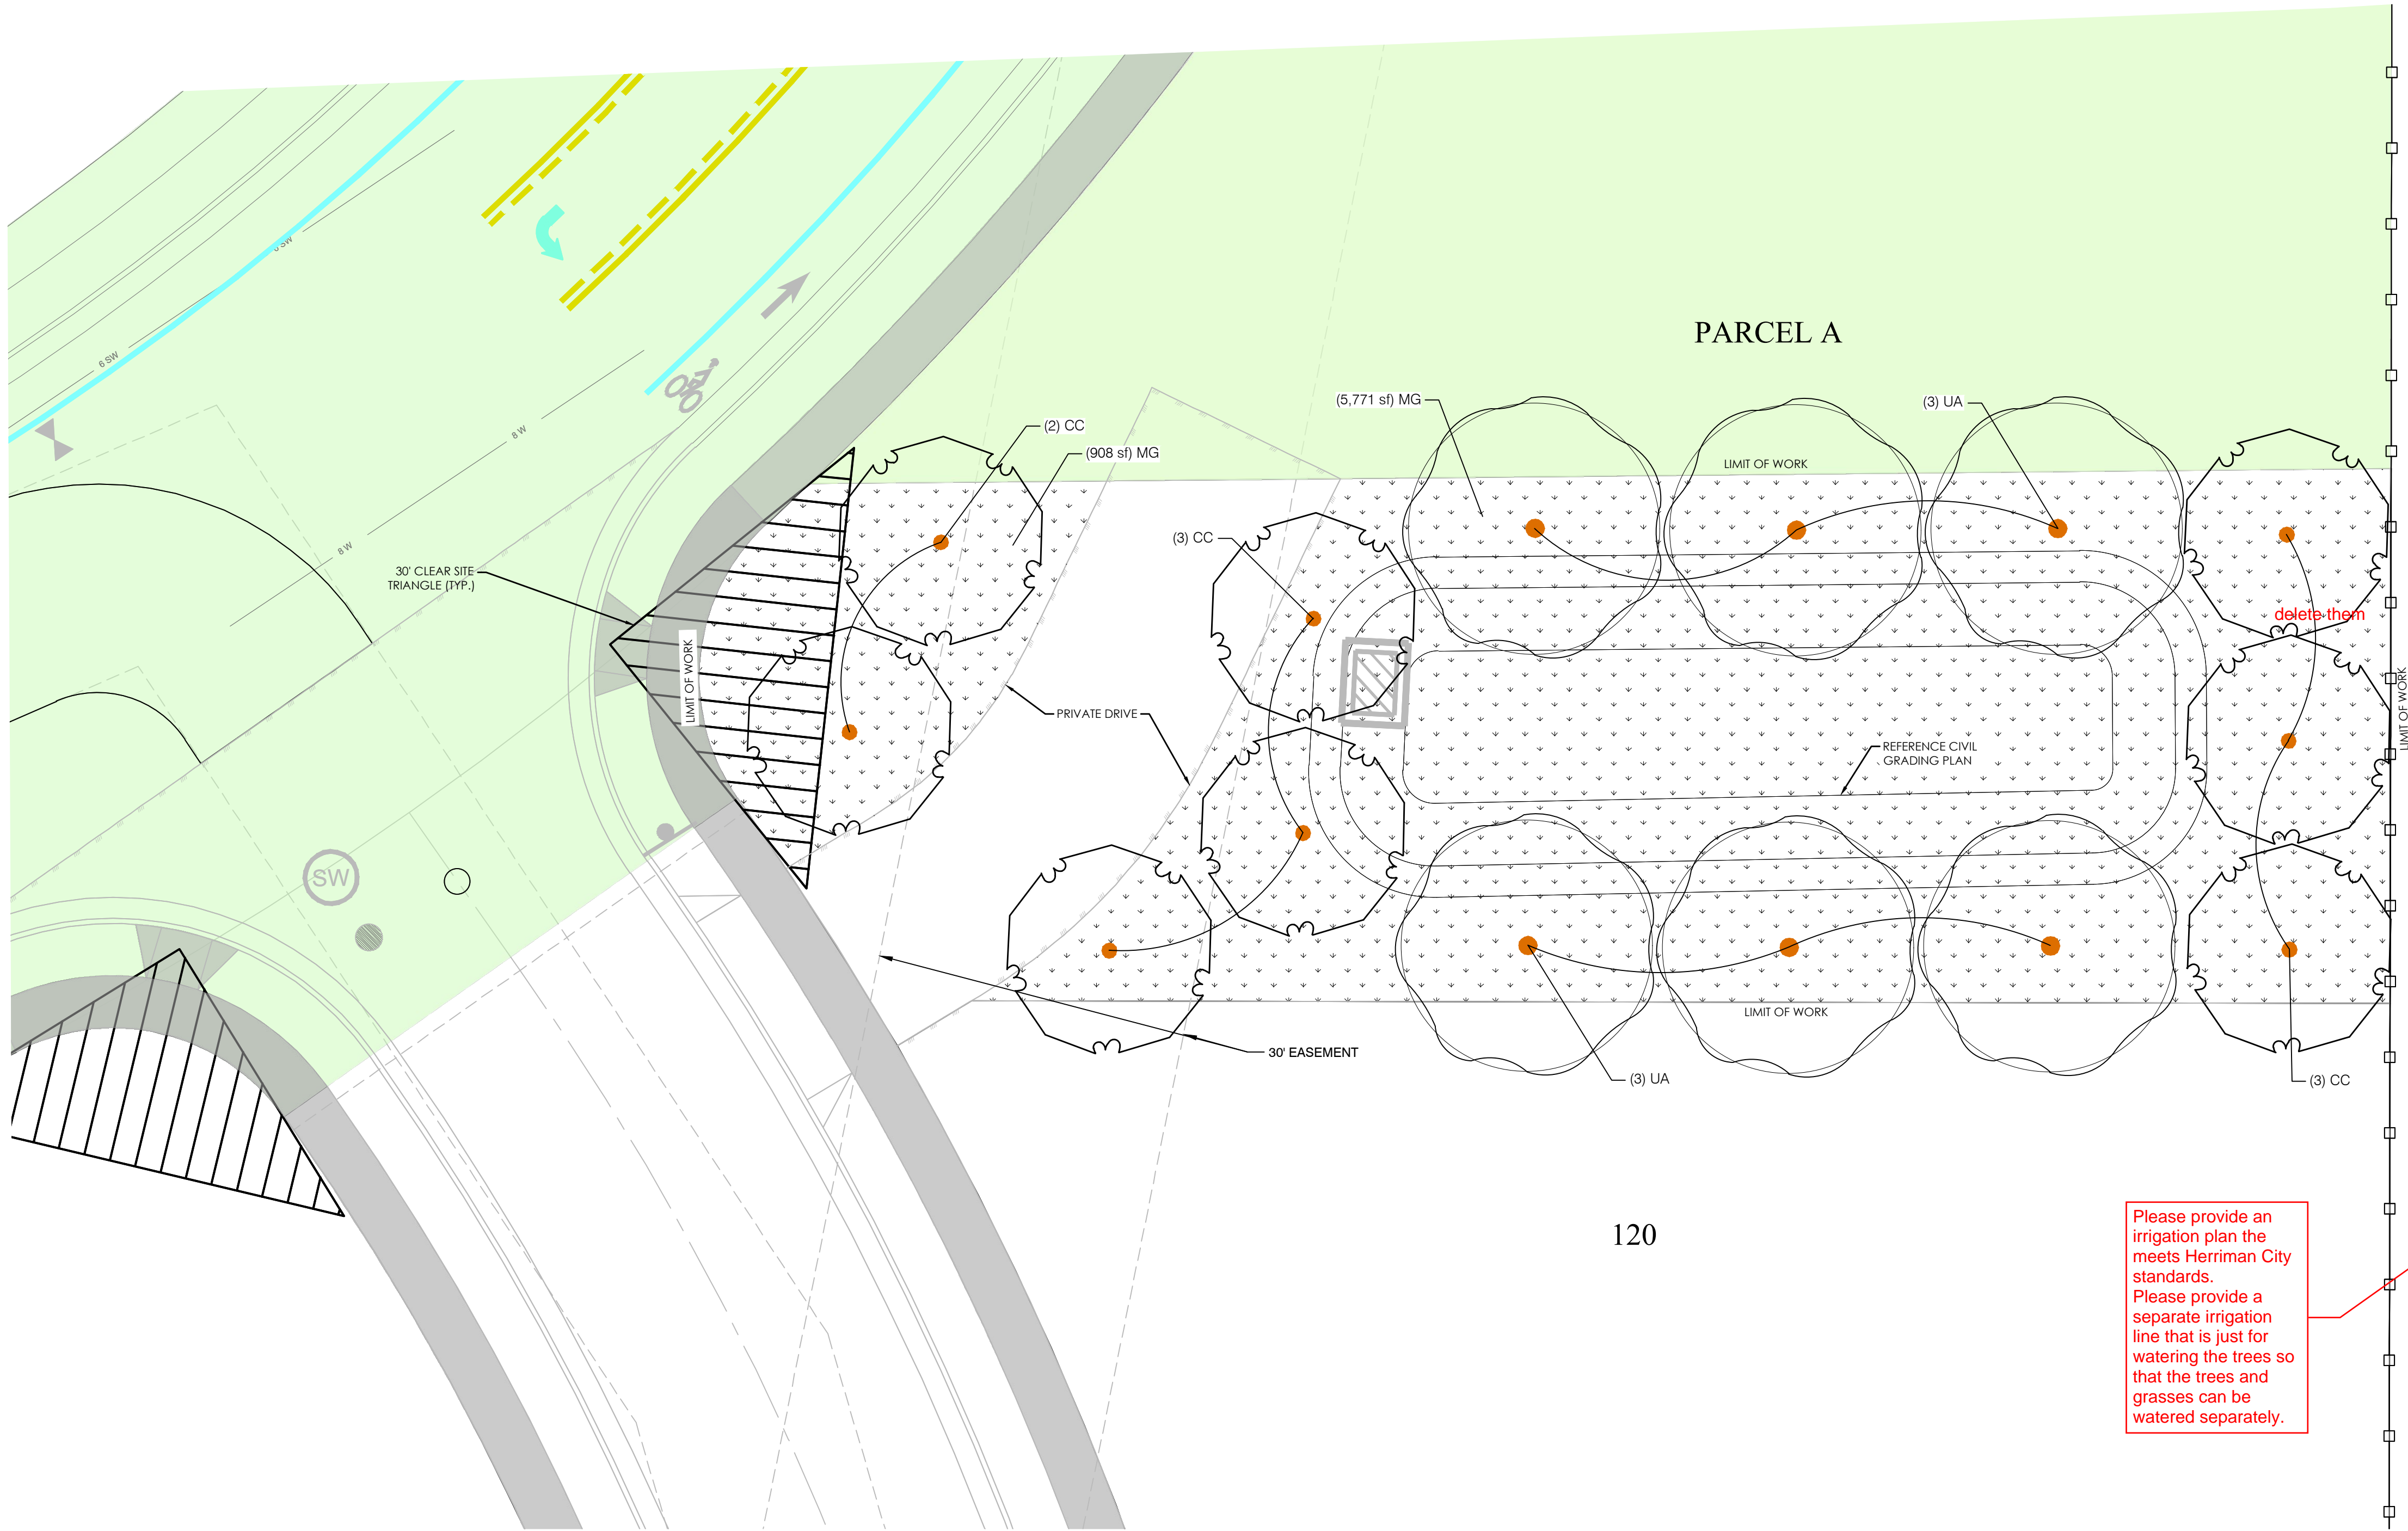 6 SW
8 W
8 W
PARCEL A
(5,771 sf) MG
(3) UA
(2) CC
(908 sf) MG
LIMIT OF WORK
(3) CC
30' CLEAR SITE
TRIANGLE (TYP.)
delete them
LIMIT OF WORK
LIMIT OF WORK
PRIVATE DRIVE
REFERENCE CIVIL
GRADING PLAN
SW
LIMIT OF WORK
30' EASEMENT
(3) UA
(3) CC
120
Please provide an
irrigation plan the
meets Herriman City
standards.
Please provide a
separate irrigation
line that is just for
watering the trees so
that the trees and
grasses can be
watered separately.